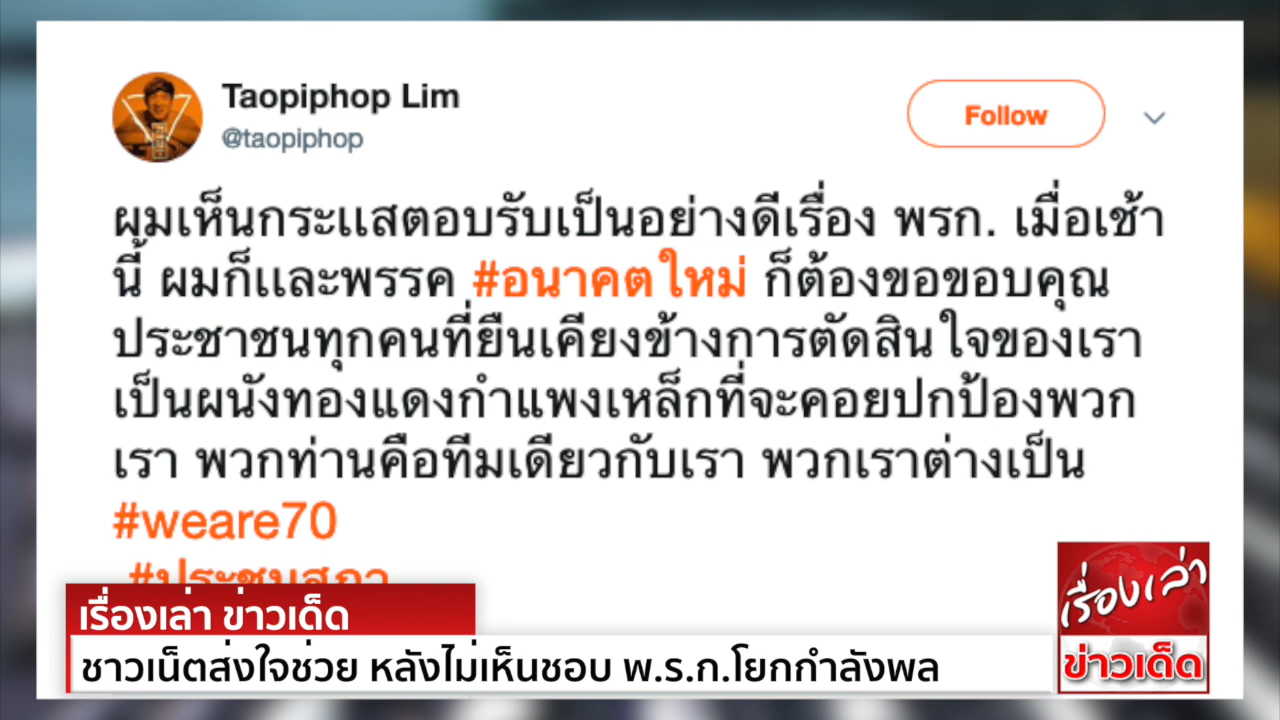 Taopiphop Lim
@taopiphop
Follow
ผมเห็นกระแสตอบรับเป็นอย่างดีเรื่อง พรก. เมื่อเช้า
นี้ ผมก็และพรรค #อนาคตใหม่ ก็ต้องขอขอบคุณ
ประชาชนทุกคนที่ยืนเคียงข้างการตัดสินใจของเรา
เป็นผนังทองแดงกำแพงเหล็กที่จะคอยปกป้องพวก
เรา พวกท่านคือทีมเดียวกับเรา พวกเราต่างเป็น
#weare70
#ประชุมสภา
เรื่องเล่า ข่าวเด็ด
ชาวเน็ตส่งใจช่วย หลังไม่เห็นชอบ พ.ร.ก.โยกกำลังพล
เรื่องเล่า
ข่าวเด็ด